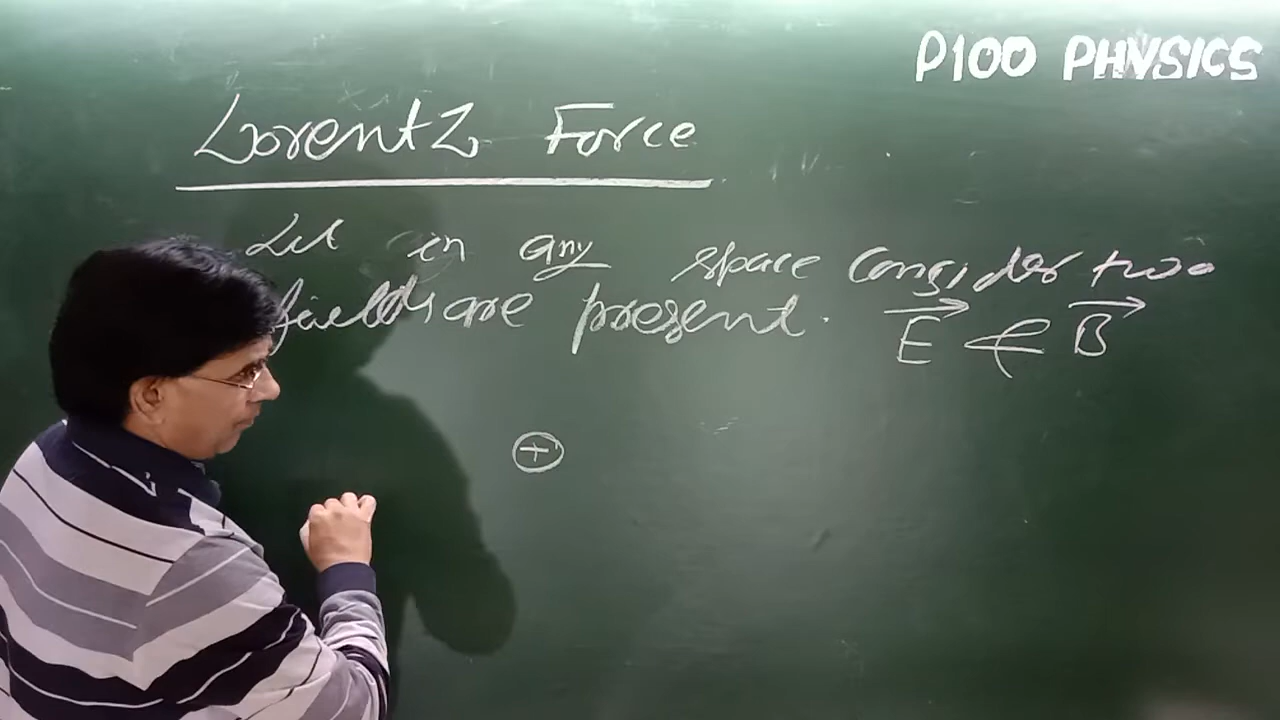 P100 PHYSICS
Lorentz Force
Let in any space consider two
fields are present. E & B
+